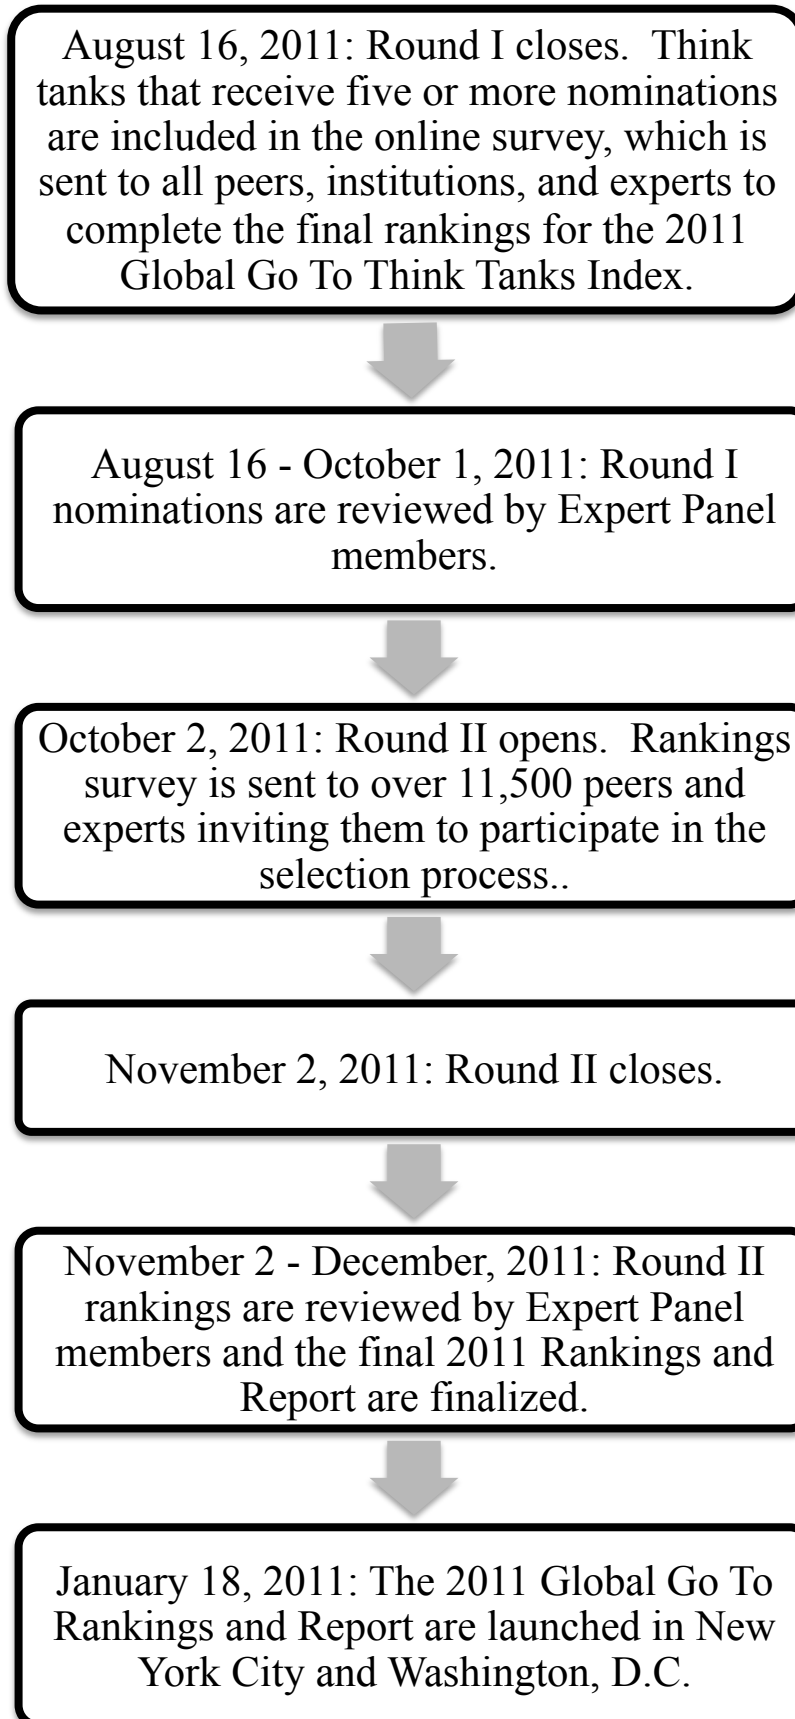 August 16, 2011: Round I closes.  Think
tanks that receive five or more nominations
are included in the online survey, which is
sent to all peers, institutions, and experts to
complete the final rankings for the 2011
Global Go To Think Tanks Index.
August 16 - October 1, 2011: Round I
nominations are reviewed by Expert Panel
members.
October 2, 2011: Round II opens.  Rankings
survey is sent to over 11,500 peers and
experts inviting them to participate in the
selection process..
November 2, 2011: Round II closes.
November 2 - December, 2011: Round II
rankings are reviewed by Expert Panel
members and the final 2011 Rankings and
Report are finalized.
January 18, 2011: The 2011 Global Go To
Rankings and Report are launched in New
York City and Washington, D.C.